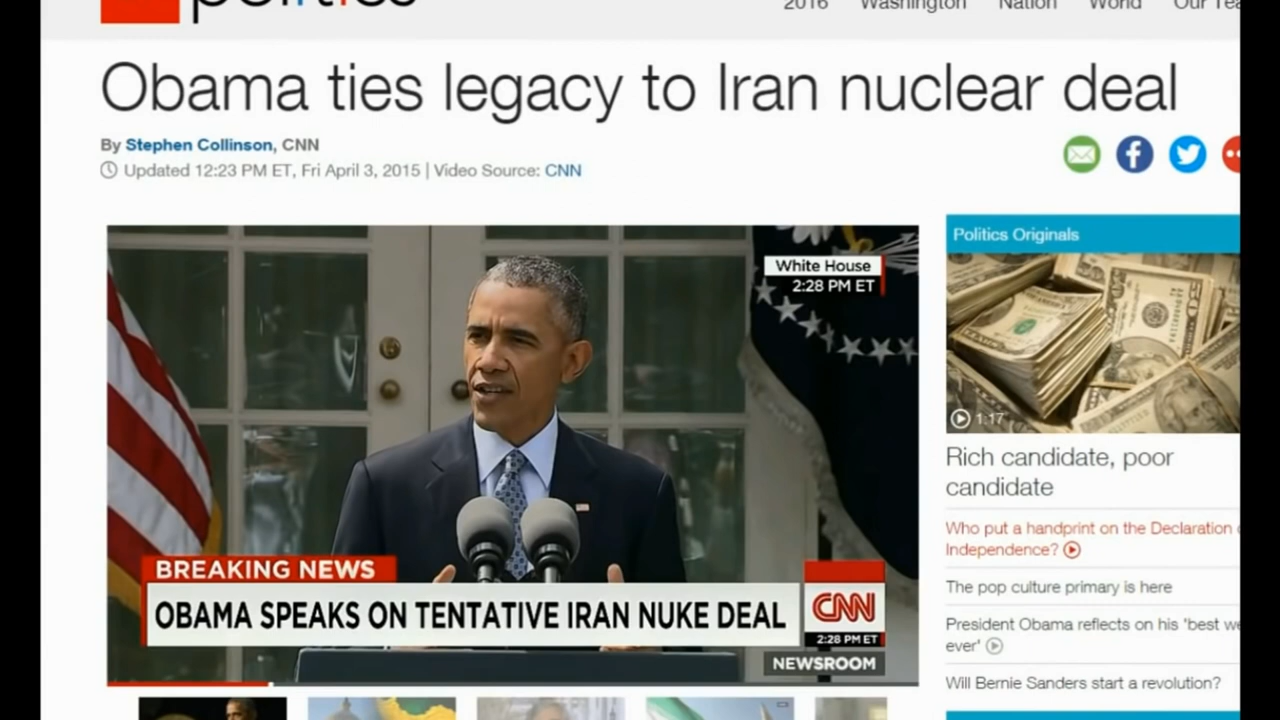 politics
2016 Washington Nation World Our
Obama ties legacy to Iran nuclear deal
By Stephen Collinson, CNN
Updated 12:23 PM ET, Fri April 3, 2015 | Video Source: CNN
White House
2:28 PM ET
BREAKING NEWS
OBAMA SPEAKS ON TENTATIVE IRAN NUKE DEAL
CNN
2:28 PM ET
NEWSROOM
Politics Originals
1:17
Rich candidate, poor
candidate
Who put a handprint on the Declaration
Independence?
The pop culture primary is here
President Obama reflects on his 'best
ever'
Will Bernie Sanders start a revolution?